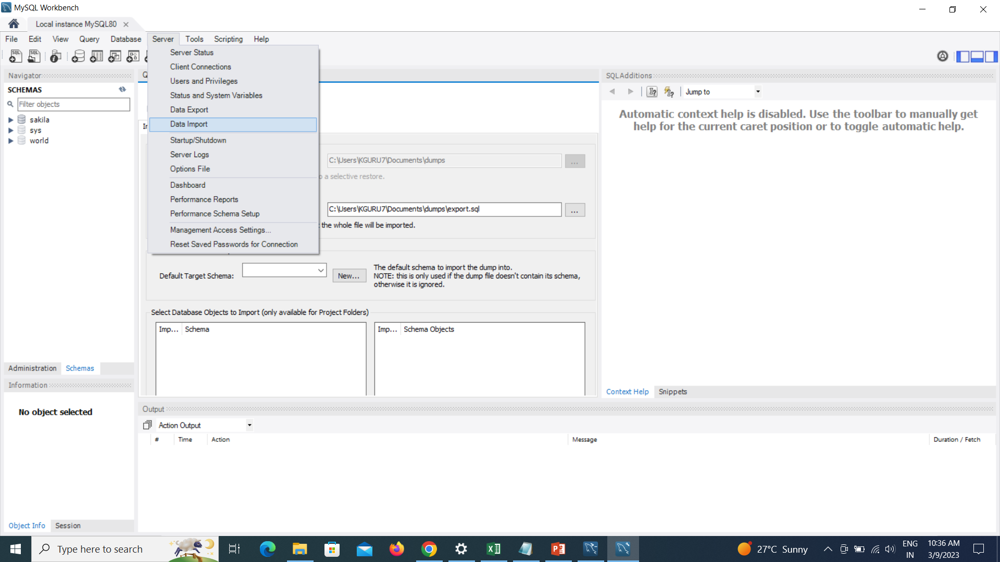 MySQL Workbench
Local instance MySQL80
File Edit View Query Database Server Tools Scripting Help
Server Status
Client Connections
Users and Privileges
Status and System Variables
Data Export
Data Import
Startup/Shutdown
Server Logs
Options File
Dashboard
Performance Reports
Performance Schema Setup
Management Access Settings...
Reset Saved Passwords for Connection
Navigator
SCHEMAS
Filter objects
sakila
sys
world
Administration Schemas
Information
No object selected
Object Info Session
C:\Users\KGURU7\Documents\dumps
...
a selective restore.
C:\Users\KGURU7\Documents\dumps\export.sql
...
the whole file will be imported.
Default Target Schema:
New...
The default schema to import the dump into.
NOTE: this is only used if the dump file doesn't contain its schema,
otherwise it is ignored.
Select Database Objects to Import (only available for Project Folders)
Imp... Schema
Imp... Schema Objects
SQLAdditions
Jump to
Automatic context help is disabled. Use the toolbar to manually get
help for the current caret position or to toggle automatic help.
Context Help Snippets
Output
Action Output
# Time Action Message Duration / Fetch
Type here to search
27°C Sunny
ENG
IN
10:36 AM
3/9/2023